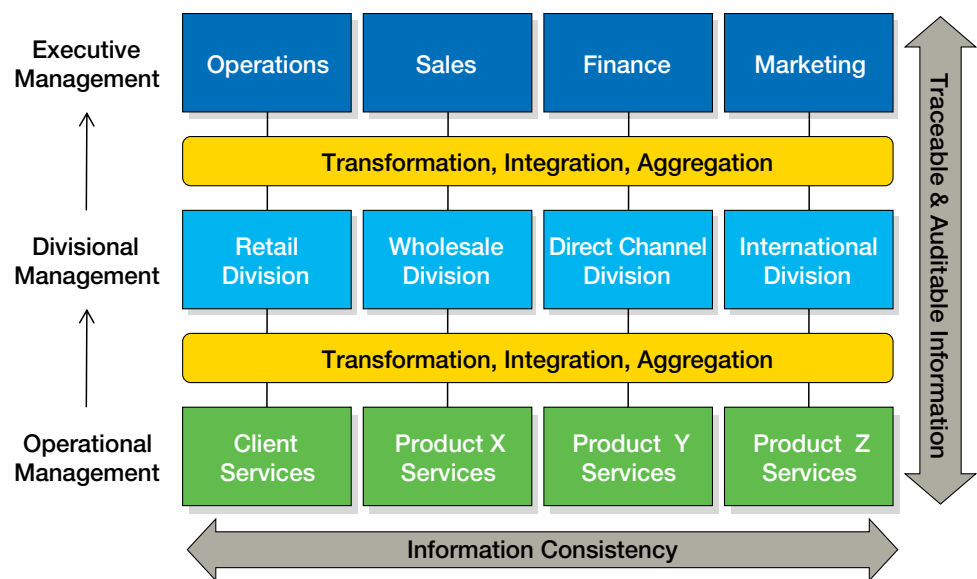 Executive
Management
Operations
Sales
Finance
Marketing
Transformation, Integration, Aggregation
Divisional
Management
Retail
Division
Wholesale
Division
Direct Channel
Division
International
Division
Transformation, Integration, Aggregation
Operational
Management
Client
Services
Product X
Services
Product Y
Services
Product Z
Services
Information Consistency
Traceable & Auditable Information